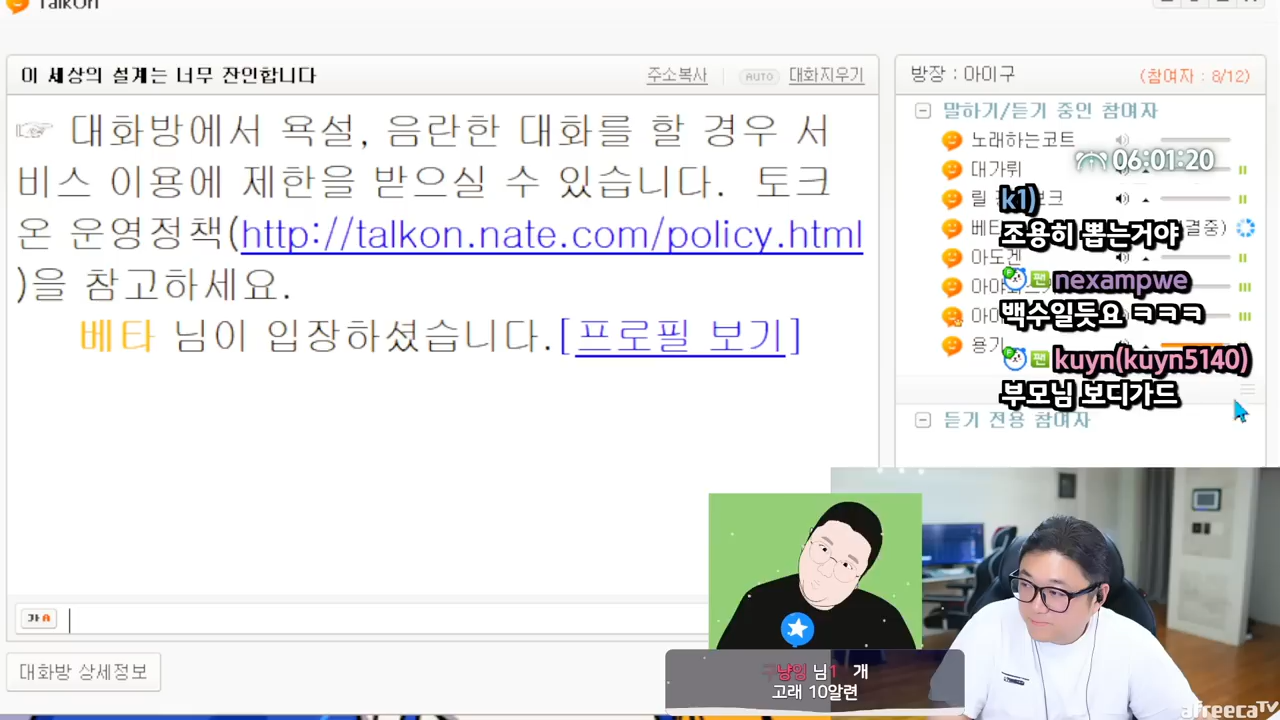 TalkOn
이 세상의 설계는 너무 잔인합니다
주소복사
AUTO
대화지우기
☞ 대화방에서 욕설, 음란한 대화를 할 경우 서
비스 이용에 제한을 받으실 수 있습니다. 토크
온 운영정책(http://talkon.nate.com/policy.html
)을 참고하세요.
베타 님이 입장하셨습니다.[프로필 보기]
가A
대화방 상세정보
방장 : 아이구
(참여자 : 8/12)
말하기/듣기 중인 참여자
노래하는코트
대가뤼
릴
크
베타
결중)
아도겐
용기
듣기 전용 참여자
06:01:20
k1)
조용히 뽑는거야
F 팬 nexampwe
백수일듯요 ㅋㅋㅋ
F 팬 kuyn(kuyn5140)
부모님 보디가드
님1 개
고래 10알련
afreecaTV